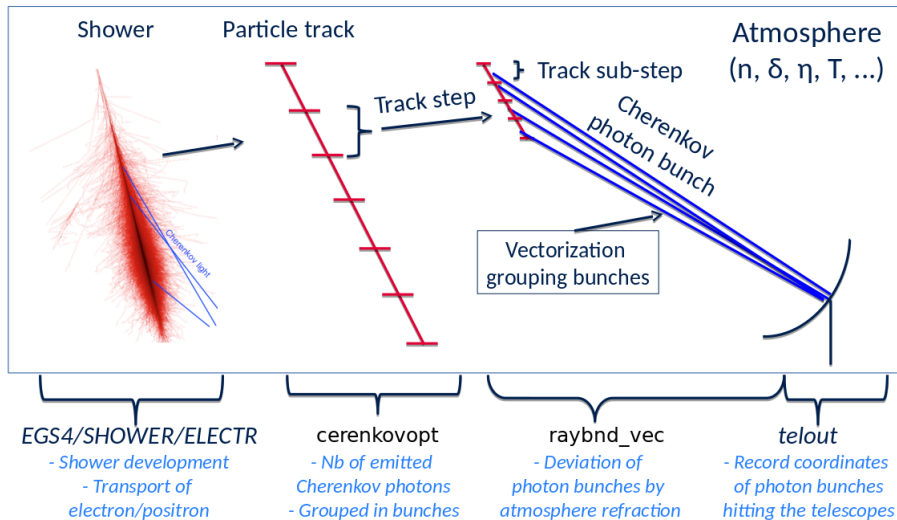 Shower
Particle track
Atmosphere
(n, δ, η, T, ...)
Track sub-step
Track step
Cherenkov
photon bunch
Cherenkov light
Vectorization
grouping bunches
EGS4/SHOWER/ELECTR
- Shower development
- Transport of
electron/positron
cerenkovopt
- Nb of emitted
Cherenkov photons
- Grouped in bunches
raybnd_vec
- Deviation of
photon bunches by
atmosphere refraction
telout
- Record coordinates
of photon bunches
hitting the telescopes